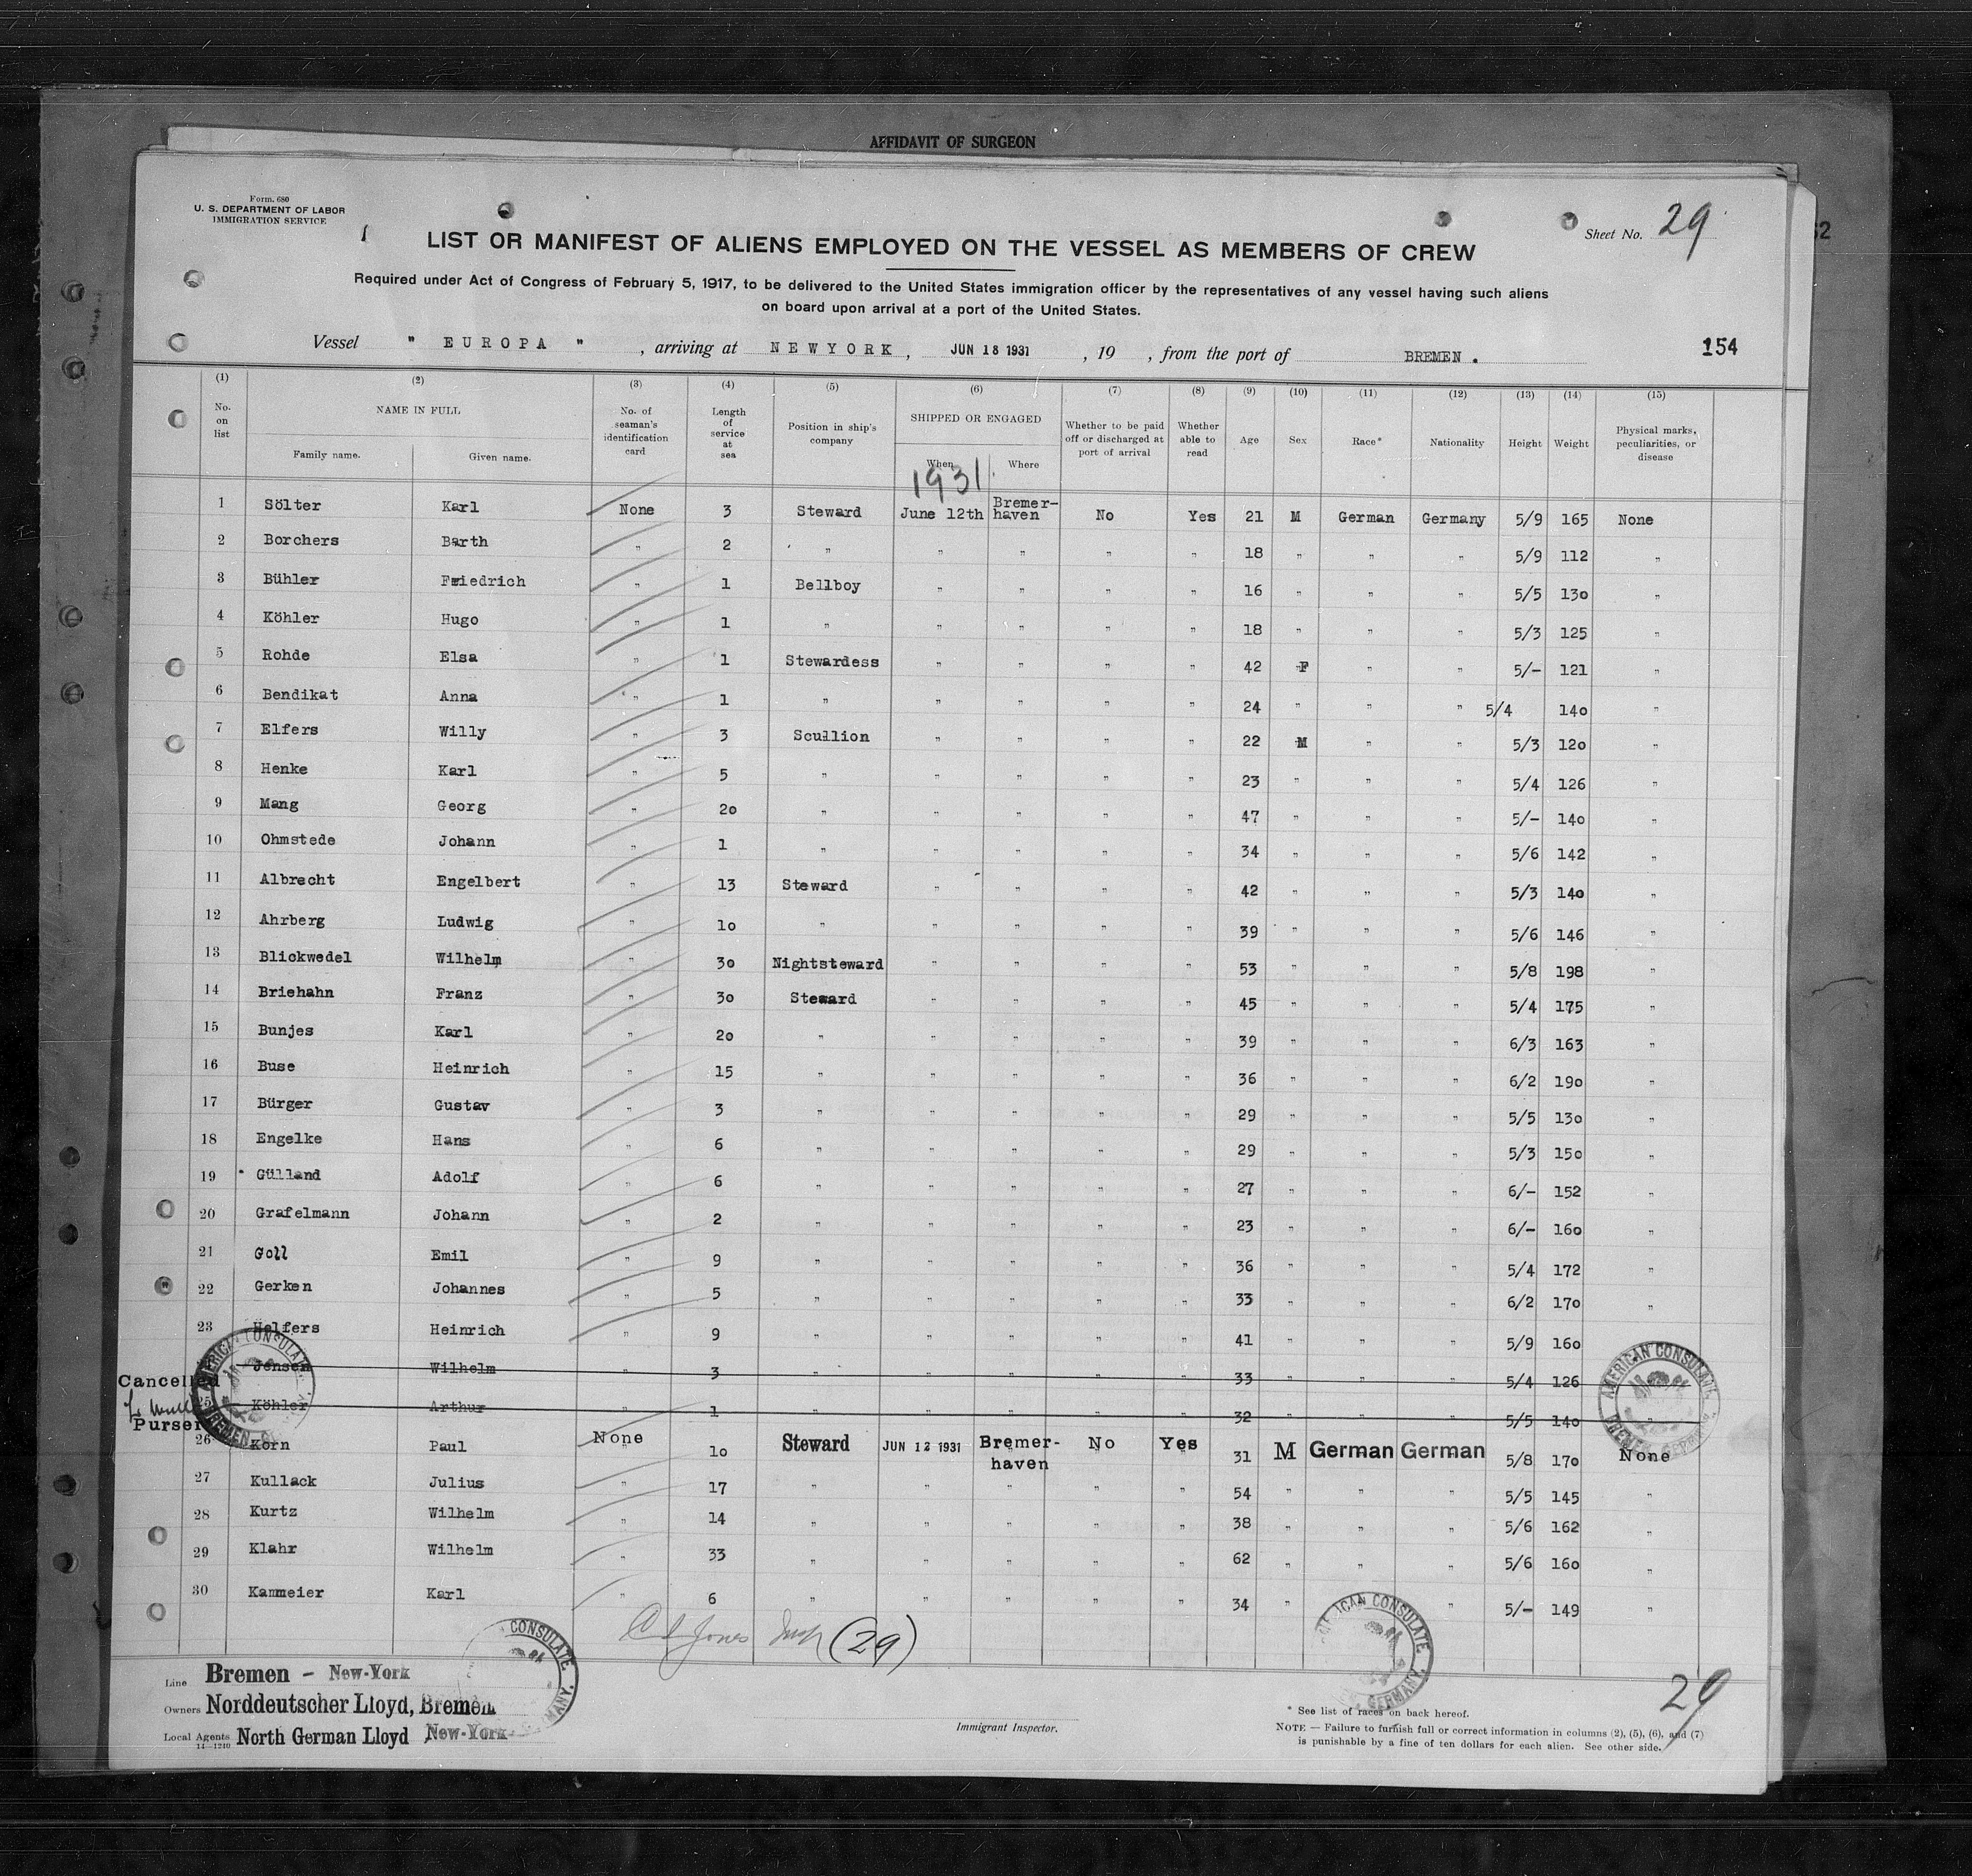 AFFIDAVIT OF SURGEON
Form. 680
U. S. DEPARTMENT OF LABOR
IMMIGRATION SERVICE
Sheet No. 29
LIST OR MANIFEST OF ALIENS EMPLOYED ON THE VESSEL AS MEMBERS OF CREW
Required under Act of Congress of February 5, 1917, to be delivered to the United States immigration officer by the representatives of any vessel having such aliens
on board upon arrival at a port of the United States.
Vessel " EUROPA " , arriving at NEWYORK , JUN 18 1931 , 19 , from the port of BREMEN . 154
(1) (2) (3) (4) (5) (6) (7) (8) (9) (10) (11) (12) (13) (14) (15)
No. on list NAME IN FULL Family name. Given name. No. of seaman's identification card Length of service at sea Position in ship's company SHIPPED OR ENGAGED When Where Whether to be paid off or discharged at port of arrival Whether able to read Age Sex Race* Nationality Height Weight Physical marks, peculiarities, or disease
1931
1 Sölter Karl None 3 Steward June 12th Bremer-haven No Yes 21 M German Germany 5/9 165 None
2 Borchers Barth " 2 " " " " " 18 " " " 5/9 112 "
3 Bühler Friedrich " 1 Bellboy " " " " 16 " " " 5/5 130 "
4 Köhler Hugo " 1 " " " " " 18 " " " 5/3 125 "
5 Rohde Elsa " 1 Stewardess " " " " 42 F " " 5/- 121 "
6 Bendikat Anna " 1 " " " " " 24 " " " 5/4 140 "
7 Elfers Willy " 3 Scullion " " " " 22 M " " 5/3 120 "
8 Henke Karl " 5 " " " " " 23 " " " 5/4 126 "
9 Mang Georg " 20 " " " " " 47 " " " 5/- 140 "
10 Ohmstede Johann " 1 " " " " " 34 " " " 5/6 142 "
11 Albrecht Engelbert " 13 Steward " " " " 42 " " " 5/3 140 "
12 Ahrberg Ludwig " 10 " " " " " 39 " " " 5/6 146 "
13 Blickwedel Wilhelm " 30 Nightsteward " " " " 53 " " " 5/8 198 "
14 Briehahn Franz " 30 Steward " " " " 45 " " " 5/4 175 "
15 Bunjes Karl " 20 " " " " " 39 " " " 6/3 163 "
16 Buse Heinrich " 15 " " " " " 36 " " " 6/2 190 "
17 Bürger Gustav " 3 " " " " " 29 " " " 5/5 130 "
18 Engelke Hans " 6 " " " " " 29 " " " 5/3 150 "
19 Gülland Adolf " 6 " " " " " 27 " " " 6/- 152 "
20 Grafelmann Johann " 2 " " " " " 23 " " " 6/- 160 "
21 Goll Emil " 9 " " " " " 36 " " " 5/4 172 "
22 Gerken Johannes " 5 " " " " " 33 " " " 6/2 170 "
23 Helfers Heinrich " 9 " " " " " 41 " " " 5/9 160 "
Jensen Wilhelm " 3 " " " " " 33 " " " 5/4 126
Cancelled
25 Köhler Arthur " 1 " " " " " 32 " " " 5/5 140 "
Purser
26 Korn Paul None 10 Steward JUN 12 1931 Bremer-haven No Yes 31 M German German 5/8 170 None
27 Kullack Julius " 17 " " " " " 54 " " " 5/5 145 "
28 Kurtz Wilhelm " 14 " " " " " 38 " " " 5/6 162 "
29 Klahr Wilhelm " 33 " " " " " 62 " " " 5/6 160 "
30 Kammeier Karl " 6 " " " " " 34 " " " 5/- 149 "
AMERICAN CONSULATE BREMEN, GERMANY
AMERICAN CONSULATE BREMEN GERMANY
Jones Insp (29)
CONSULATE
AMERICAN CONSULATE GERMANY
Line Bremen - New-York
Owners Norddeutscher Lloyd, Bremen
Local Agents North German Lloyd New-York
14—1240
Immigrant Inspector.
29
* See list of races on back hereof.
NOTE — Failure to furnish full or correct information in columns (2), (5), (6), and (7)
is punishable by a fine of ten dollars for each alien. See other side.